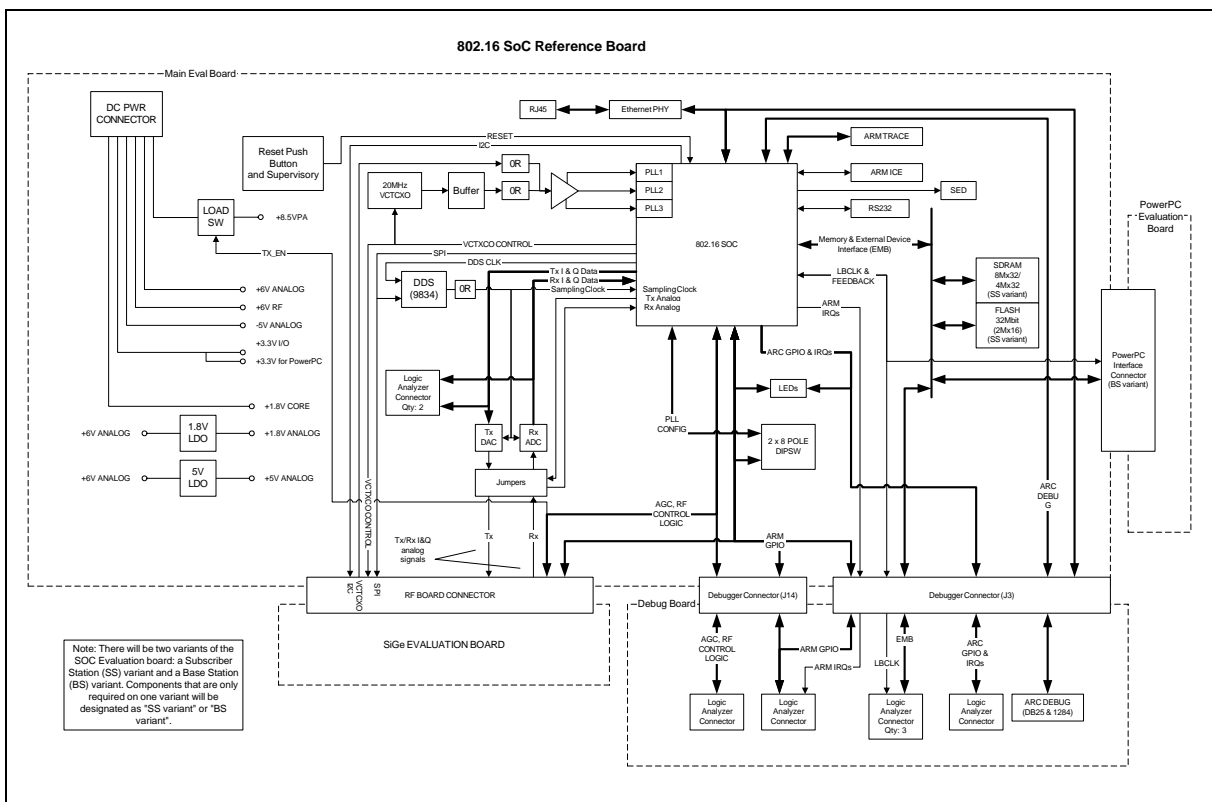 802.16 SoC Reference Board
Main Eval Board
DC PWR
CONNECTOR
RJ45
Ethernet PHY
Reset Push
Button
and Supervisory
RESET
I2C
0R
0R
20MHz
VCTCXO
Buffer
PLL1
PLL2
PLL3
802.16 SOC
ARM TRACE
ARM ICE
SED
RS232
PowerPC
Evaluation
Board
LOAD
SW
+8.5VPA
TX_EN
VCTXCO CONTROL
SPI
DDS CLK
Tx I & Q Data
Rx I & Q Data
Sampling Clock
DDS
(9834)
0R
Sampling Clock
Tx Analog
Rx Analog
Memory & External Device
Interface (EMB)
LBCLK &
FEEDBACK
ARM
IRQs
SDRAM
8Mx32/
4Mx32
(SS variant)
FLASH
32Mbit
(2Mx16)
(SS variant)
+6V ANALOG
+6V RF
-5V ANALOG
+3.3V I/O
+3.3V for PowerPC
+1.8V CORE
+6V ANALOG
1.8V
LDO
+1.8V ANALOG
+6V ANALOG
5V
LDO
+5V ANALOG
ARC GPIO & IRQs
PowerPC
Interface
Connector
(BS variant)
Logic
Analyzer
Connector
Qty: 2
LEDs
PLL
CONFIG
2 x 8 POLE
DIPSW
Tx
DAC
Rx
ADC
Jumpers
VCTXCO CONTROL
AGC, RF
CONTROL
LOGIC
ARC
DEBU
G
Tx/Rx I&Q
analog
signals
Tx
Rx
ARM
GPIO
I2C
VCTCXO
SPI
RF BOARD CONNECTOR
Debugger Connector (J14)
Debugger Connector (J3)
Debug Board
SiGe EVALUATION BOARD
AGC, RF
CONTROL
LOGIC
ARM GPIO
ARM IRQs
LBCLK
EMB
ARC
GPIO &
IRQs
Logic
Analyzer
Connector
Logic
Analyzer
Connector
Logic
Analyzer
Connector
Qty: 3
Logic
Analyzer
Connector
ARC DEBUG
(DB25 & 1284)
Note: There will be two variants of the
SOC Evaluation board: a Subscriber
Station (SS) variant and a Base Station
(BS) variant. Components that are only
required on one variant will be
designated as "SS variant" or "BS
variant".